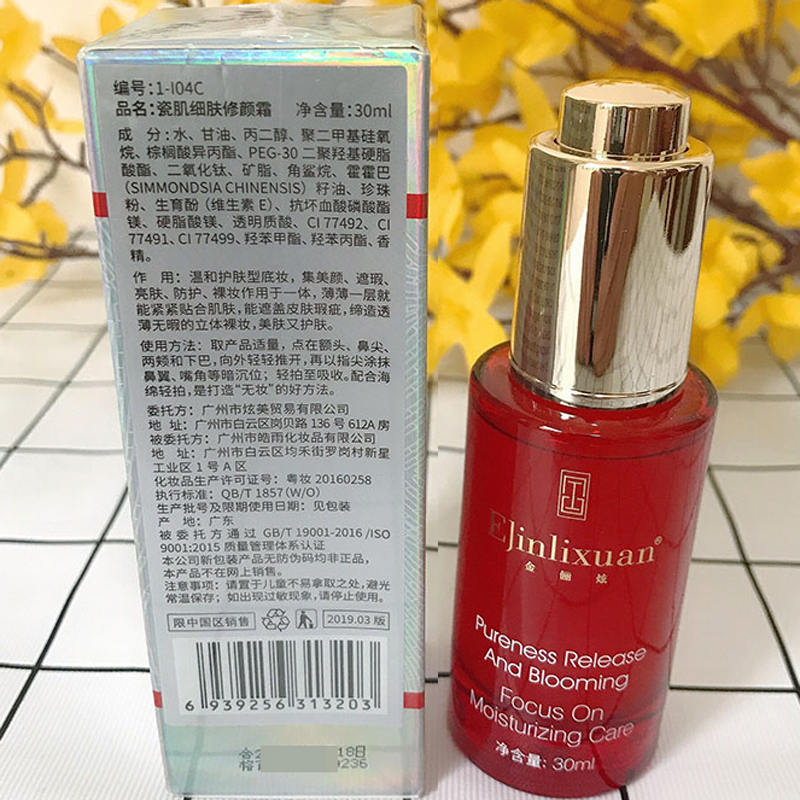 编号:1-I04C
品名:瓷肌细肤修颜霜 净含量:30ml
成 分:水、甘油、丙二醇、聚二甲基硅氧
烷、棕榈酸异丙酯、PEG-30 二聚羟基硬脂
酸酯、二氧化钛、矿脂、角鲨烷、霍霍巴
(SIMMONDSIA CHINENSIS) 籽油、珍珠
粉、生育酚 (维生素 E)、抗坏血酸磷酸酯
镁、硬脂酸镁、透明质酸、CI 77492、CI
77491、CI 77499、羟苯甲酯、羟苯丙酯、香
精。
作 用:温和护肤型底妆,集美颜、遮瑕、
亮肤、防护、裸妆作用于一体,薄薄一层就
能紧紧贴合肌肤,能遮盖皮肤瑕疵,缔造透
薄无暇的立体裸妆,美肤又护肤。
使用方法:取产品适量,点在额头、鼻尖、
两颊和下巴,向外轻轻推开,再以指尖涂抹
鼻翼、嘴角等暗沉位;轻拍至吸收。配合海
绵轻拍,是打造“无妆”的好方法。
委托方:广州市炫美贸易有限公司
地 址:广州市白云区岗贝路 136 号 612A 房
被委托方:广州市皓雨化妆品有限公司
地 址:广州市白云区均禾街罗岗村新星
工业区 1 号 A 区
化妆品生产许可证号:粤妆 20160258
执行标准:QB/T 1857 (W/O)
生产批号及限期使用日期:见包装
产 地:广东
被委托方通过 GB/T 19001-2016 /ISO
9001:2015 质量管理体系认证
本公司新包装产品无防伪码均非正品,
本产品不在网上销售。
注意事项:请置于儿童不易拿取之处,避光
常温保存;如出现过敏现象,请停止使用。
限中国区销售 2019.03 版
6 939256 313203
18日
9236
EJinlixuan®
金 俪 炫
Pureness Release
And Blooming
Focus On
Moisturizing Care
净含量: 30ml